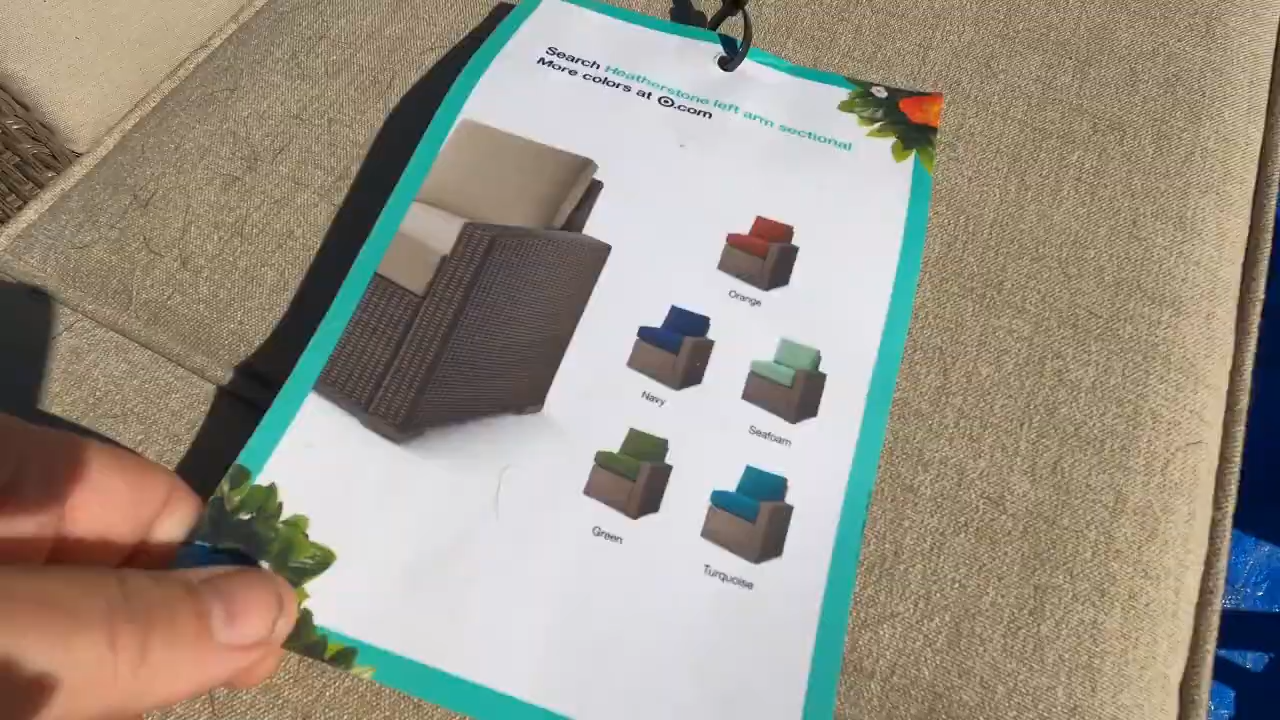 Search Heatherstone left arm sectional
More colors at .com
Orange
Navy
Seafoam
Green
Turquoise